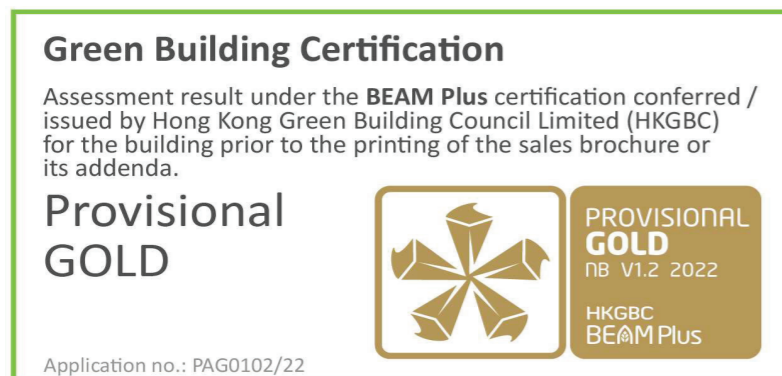 Green Building Certification
Assessment result under the BEAM Plus certification conferred /
issued by Hong Kong Green Building Council Limited (HKGBC)
for the building prior to the printing of the sales brochure or
its addenda.
Provisional
GOLD
PROVISIONAL
GOLD
NB V1.2 2022
HKGBC
BEAM Plus
Application no.: PAG0102/22